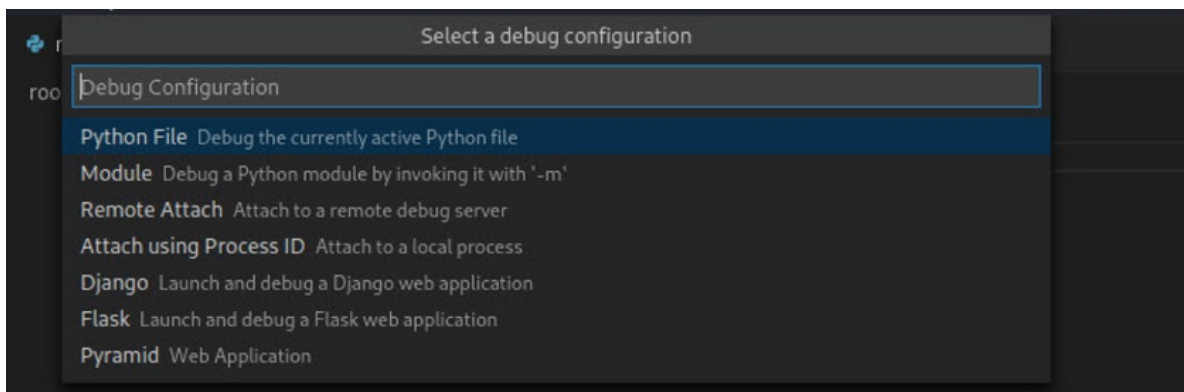 Select a debug configuration
Debug Configuration
roo
Python File Debug the currently active Python file
Module Debug a Python module by invoking it with '-m'
Remote Attach Attach to a remote debug server
Attach using Process ID Attach to a local process
Django Launch and debug a Django web application
Flask Launch and debug a Flask web application
Pyramid Web Application